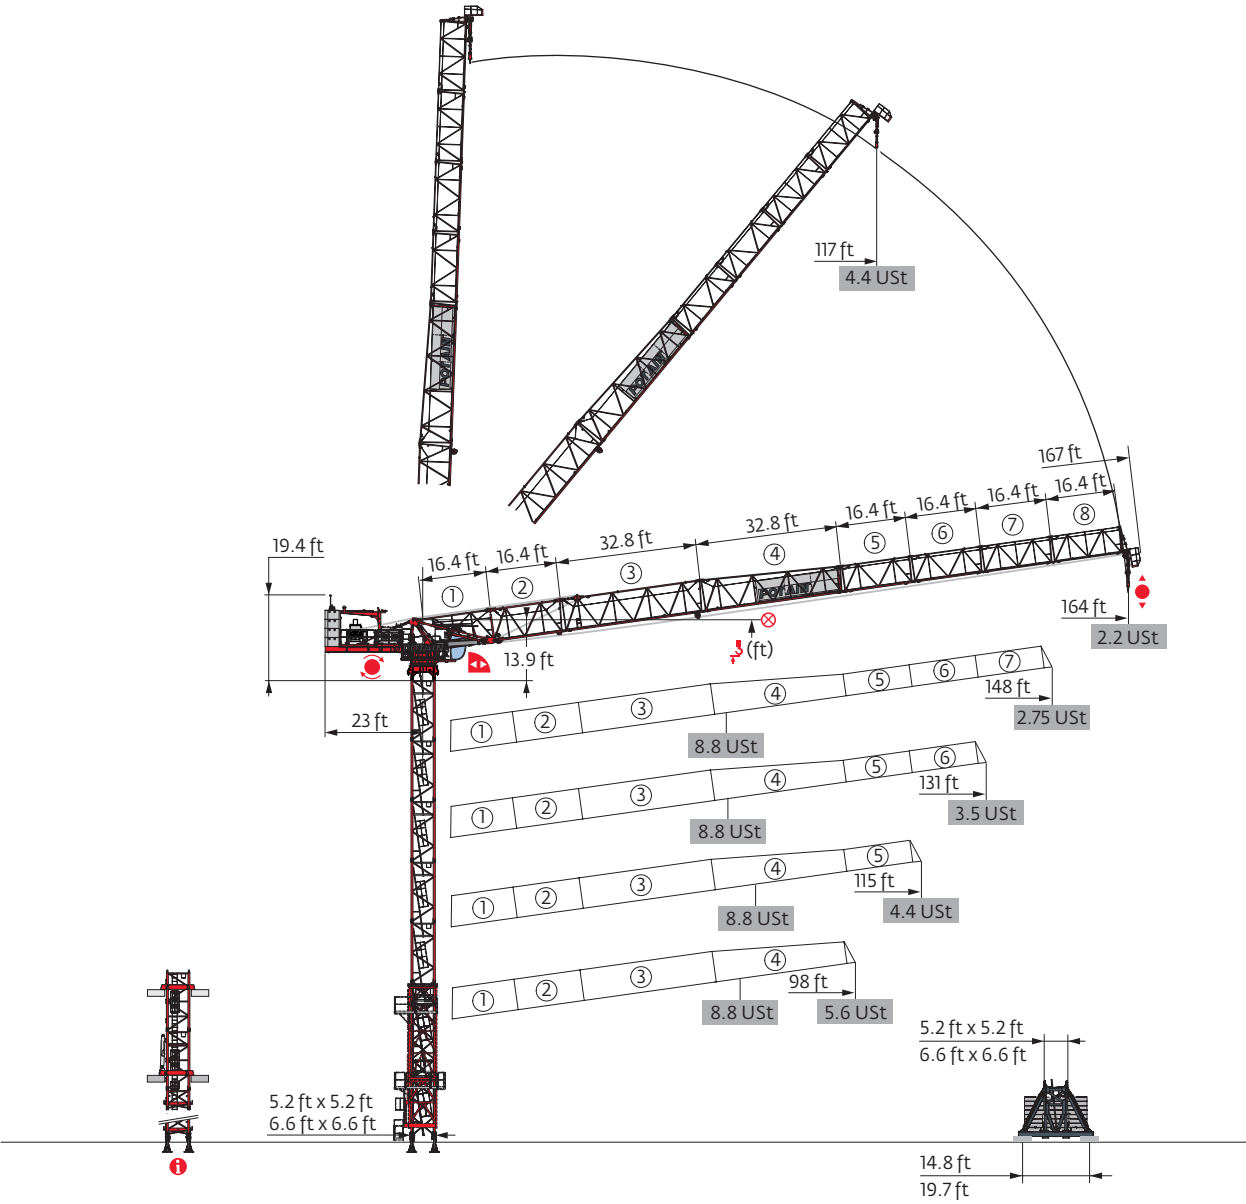 117 ft
4.4 USt
POTAIN
POTAIN
167 ft
16.4 ft
16.4 ft
16.4 ft
16.4 ft
32.8 ft
32.8 ft
16.4 ft
16.4 ft
19.4 ft
1
2
3
4
5
6
7
8
POTAIN
164 ft
2.2 USt
13.9 ft
(ft)
23 ft
1
2
3
4
5
6
7
148 ft
2.75 USt
8.8 USt
1
2
3
4
5
6
131 ft
3.5 USt
8.8 USt
1
2
3
4
5
115 ft
4.4 USt
8.8 USt
1
2
3
4
98 ft
5.6 USt
8.8 USt
5.2 ft x 5.2 ft
6.6 ft x 6.6 ft
5.2 ft x 5.2 ft
6.6 ft x 6.6 ft
i
14.8 ft
19.7 ft